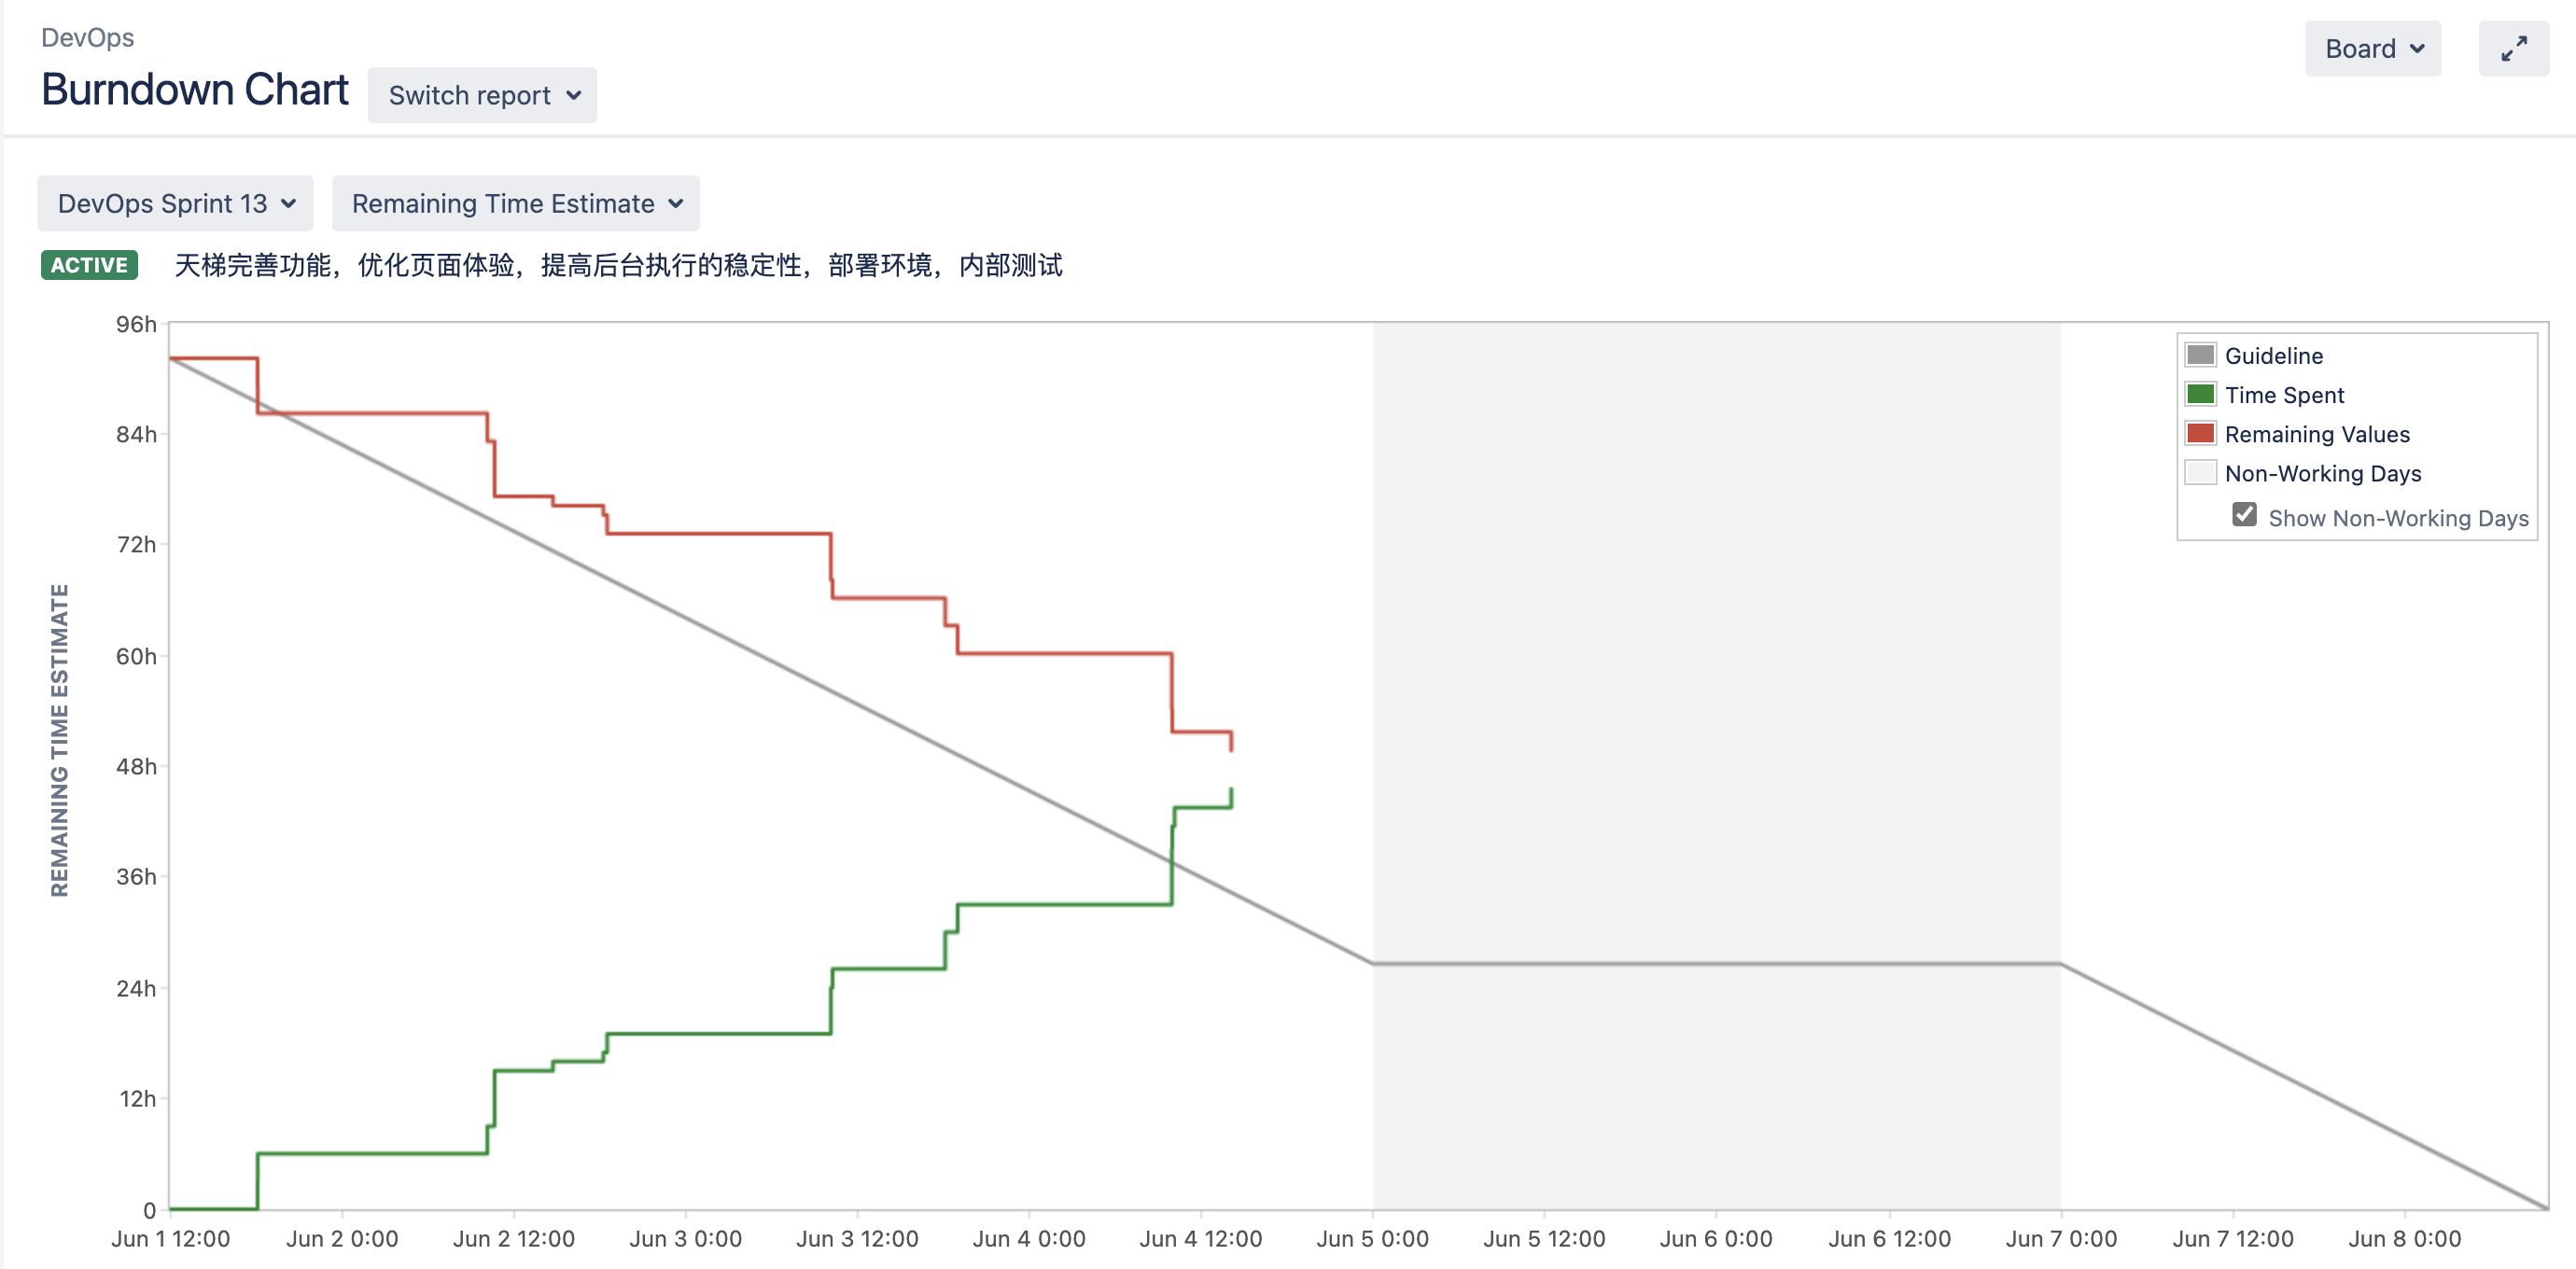 DevOps
Burndown Chart
Switch report
Board
DevOps Sprint 13
Remaining Time Estimate
ACTIVE 天梯完善功能，优化页面体验，提高后台执行的稳定性，部署环境，内部测试
REMAINING TIME ESTIMATE
96h
84h
72h
60h
48h
36h
24h
12h
0
Guideline
Time Spent
Remaining Values
Non-Working Days
Show Non-Working Days
Jun 1 12:00
Jun 2 0:00
Jun 2 12:00
Jun 3 0:00
Jun 3 12:00
Jun 4 0:00
Jun 4 12:00
Jun 5 0:00
Jun 5 12:00
Jun 6 0:00
Jun 6 12:00
Jun 7 0:00
Jun 7 12:00
Jun 8 0:00